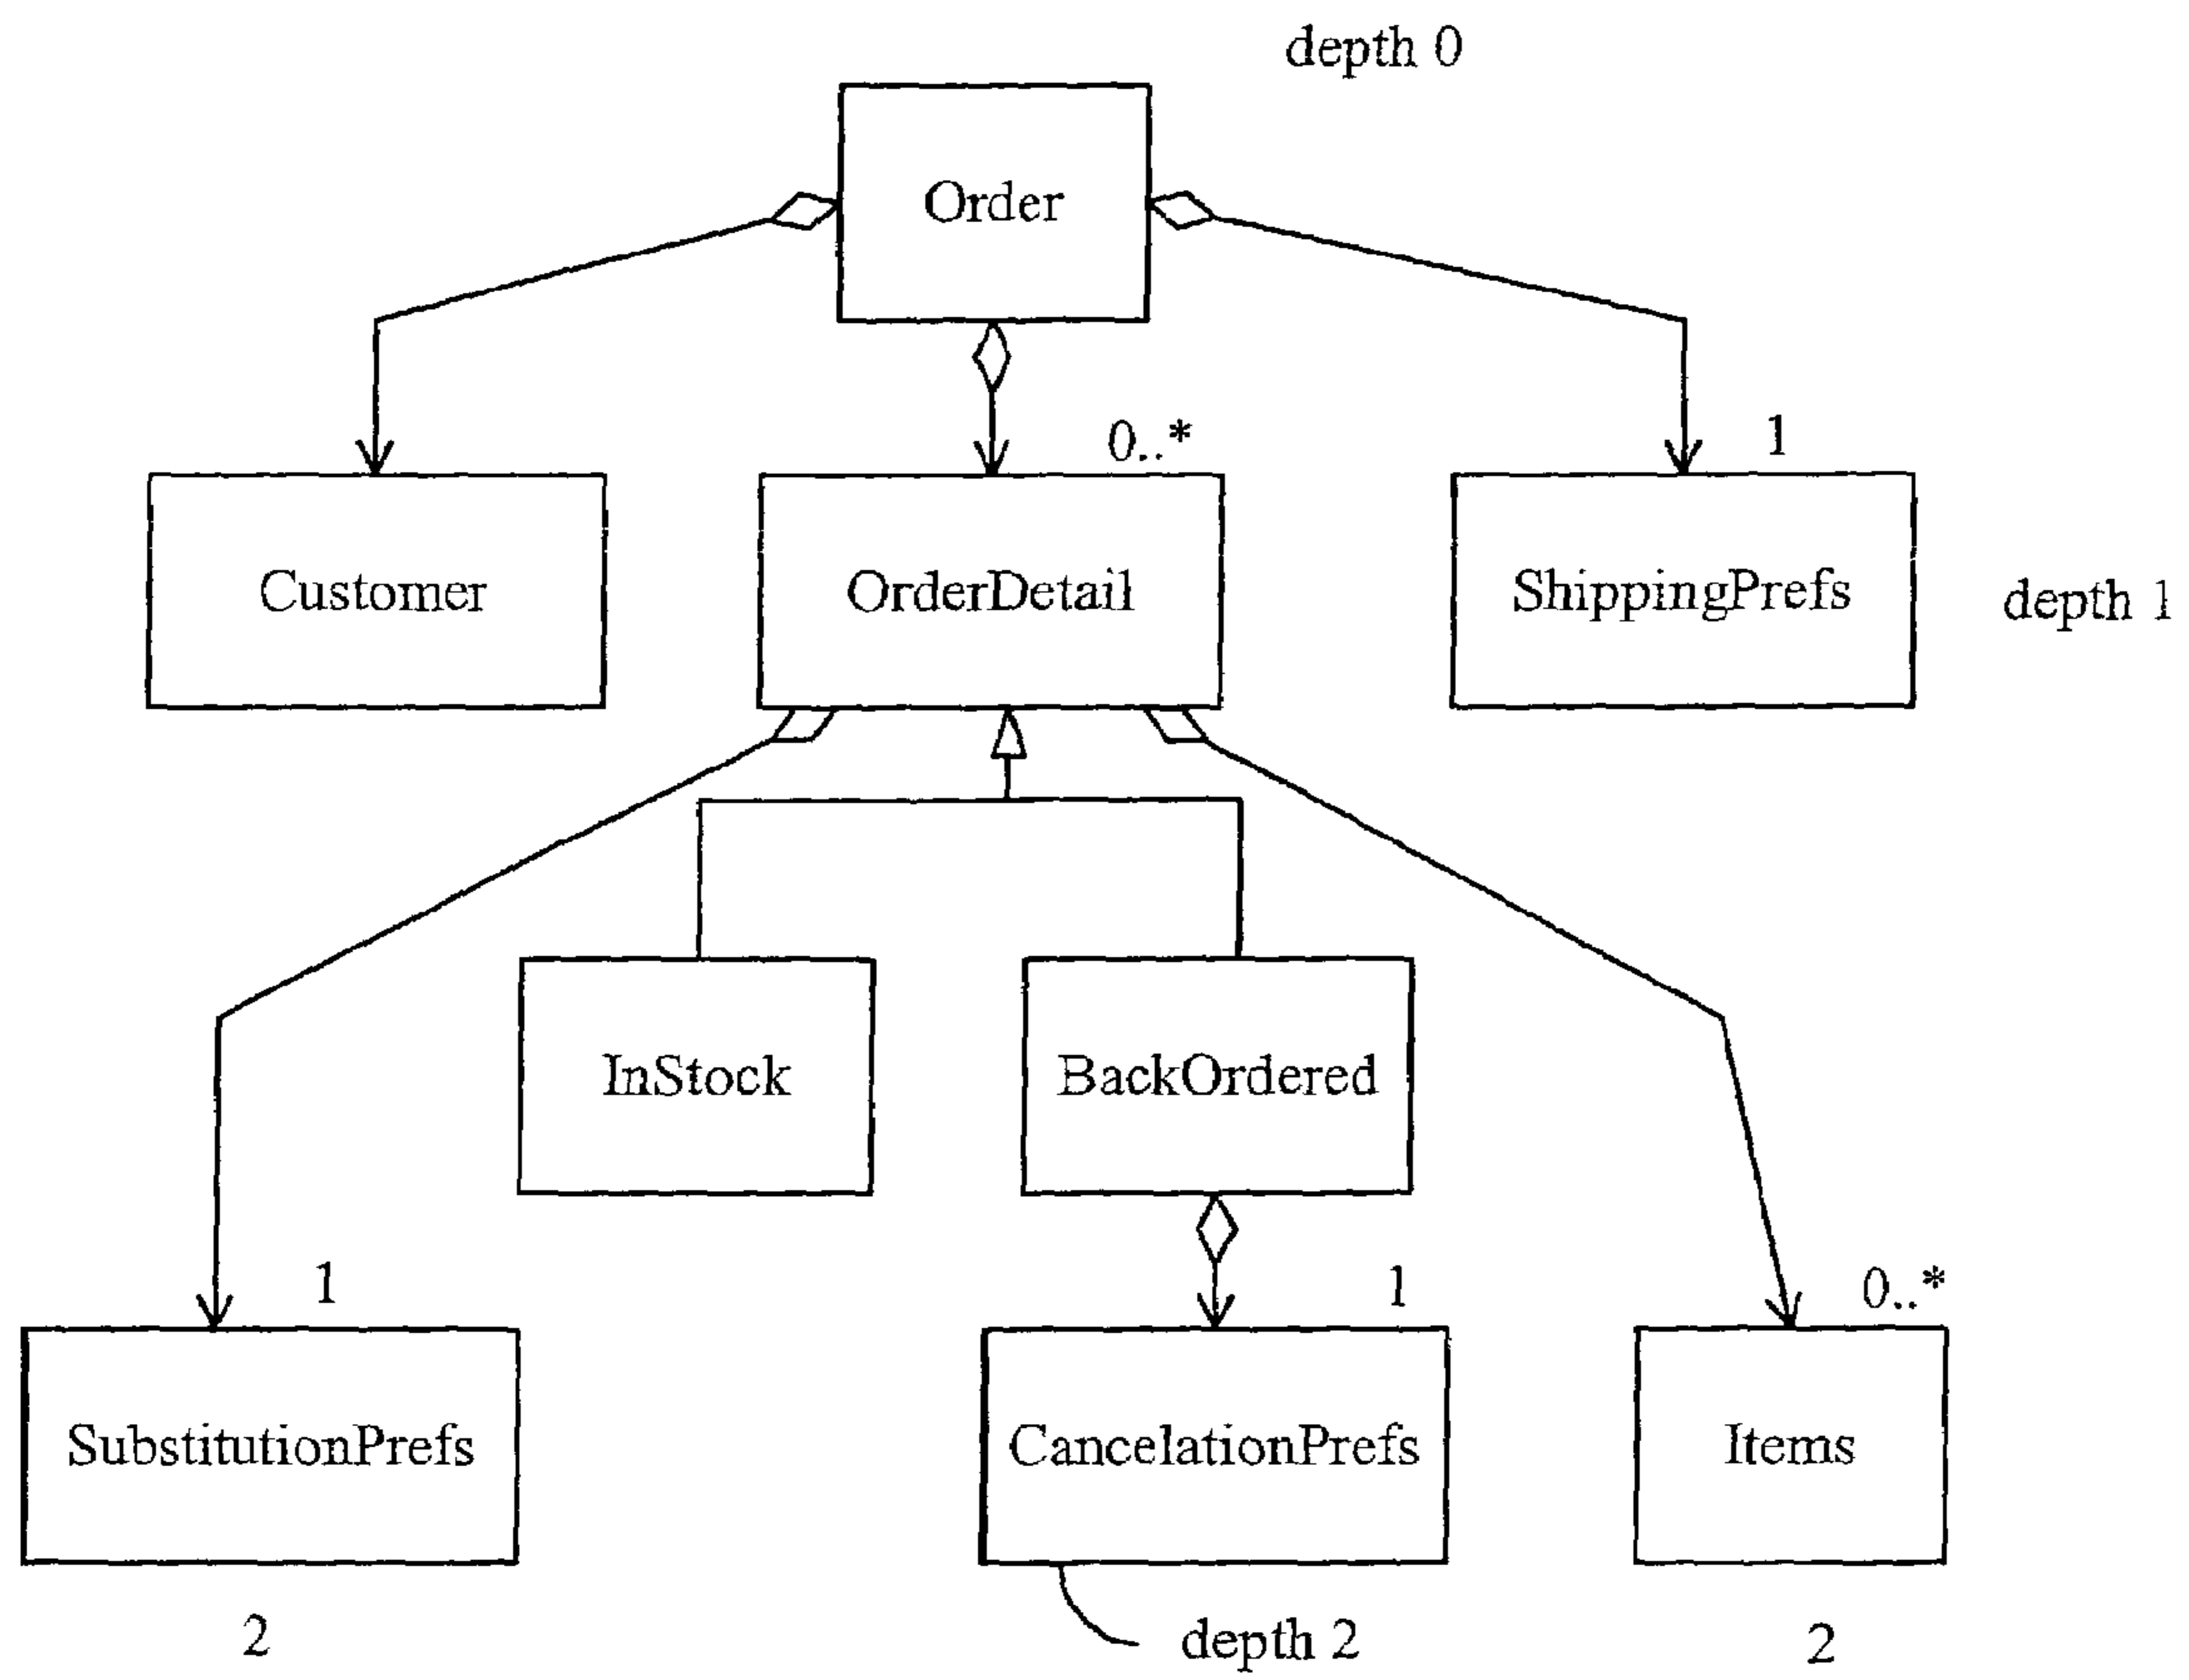 depth 0
Order
0..*
1
Customer
OrderDetail
ShippingPrefs
depth 1
InStock
BackOrdered
1
1
0..*
SubstitutionPrefs
CancelationPrefs
Items
2
depth 2
2